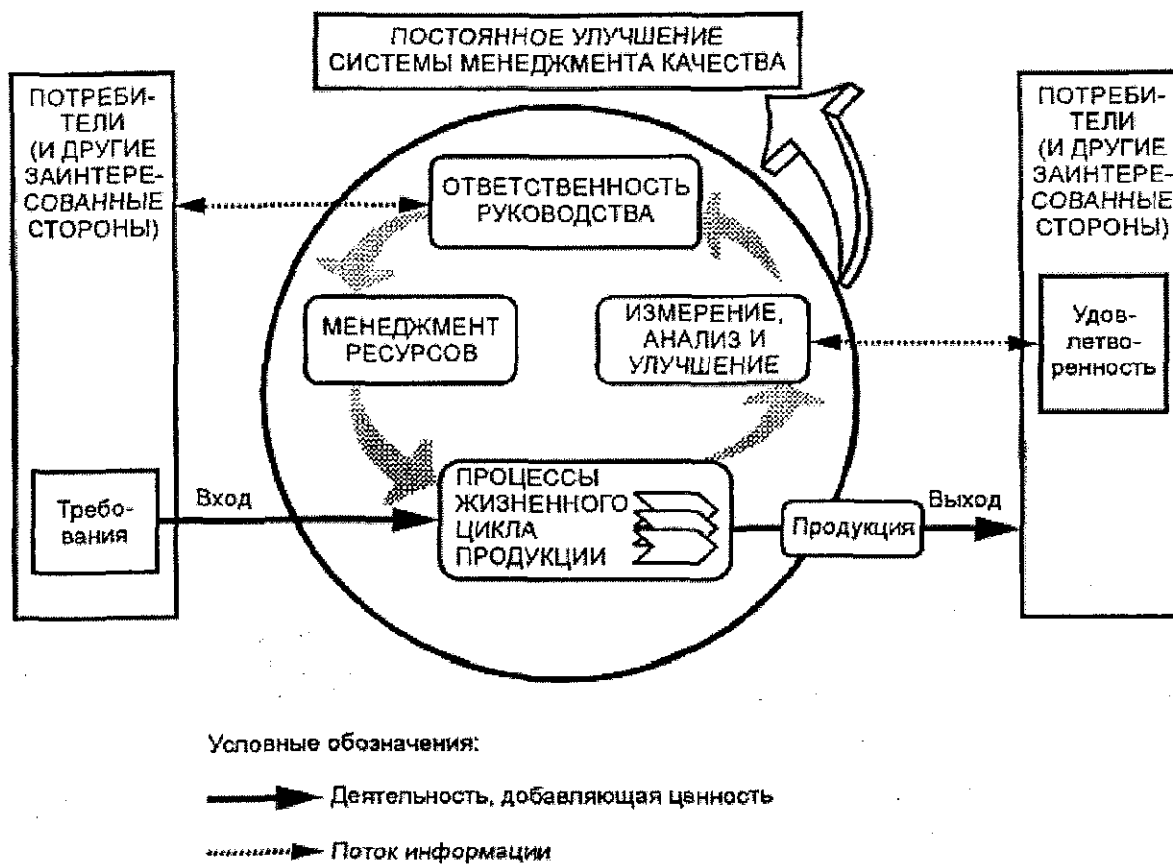 ПОСТОЯННОЕ УЛУЧШЕНИЕ
СИСТЕМЫ МЕНЕДЖМЕНТА КАЧЕСТВА
ПОТРЕБИ-
ТЕЛИ
(И ДРУГИЕ
ЗАИНТЕРЕ-
СОВАННЫЕ
СТОРОНЫ)
ОТВЕТСТВЕННОСТЬ
РУКОВОДСТВА
МЕНЕДЖМЕНТ
РЕСУРСОВ
ИЗМЕРЕНИЕ,
АНАЛИЗ И
УЛУЧШЕНИЕ
ПОТРЕБИ-
ТЕЛИ
(И ДРУГИЕ
ЗАИНТЕРЕ-
СОВАННЫЕ
СТОРОНЫ)
Удов-
летво-
ренность
Требо-
вания
Вход
ПРОЦЕССЫ
ЖИЗНЕННОГО
ЦИКЛА
ПРОДУКЦИИ
Продукция
Выход
Условные обозначения:
Деятельность, добавляющая ценность
Поток информации